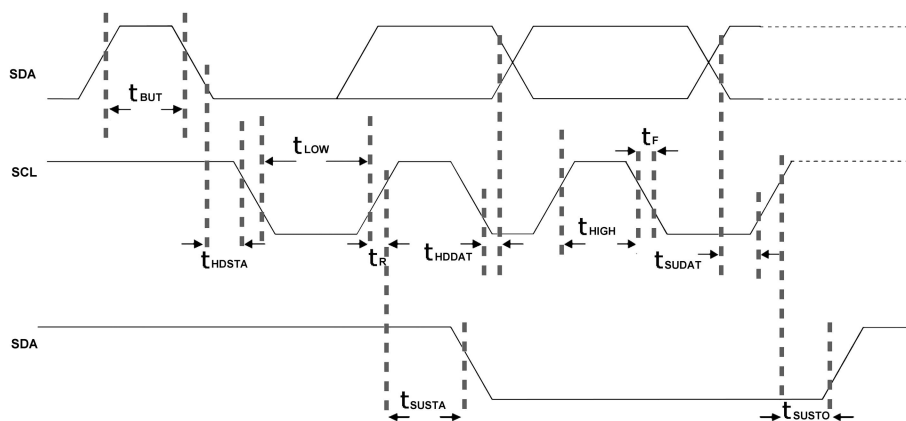 SDA
tBUT
tLOW
tF
SCL
tHDSTA
tR
tHDDAT
tHIGH
tSUDAT
SDA
tSUSTA
tSUSTO